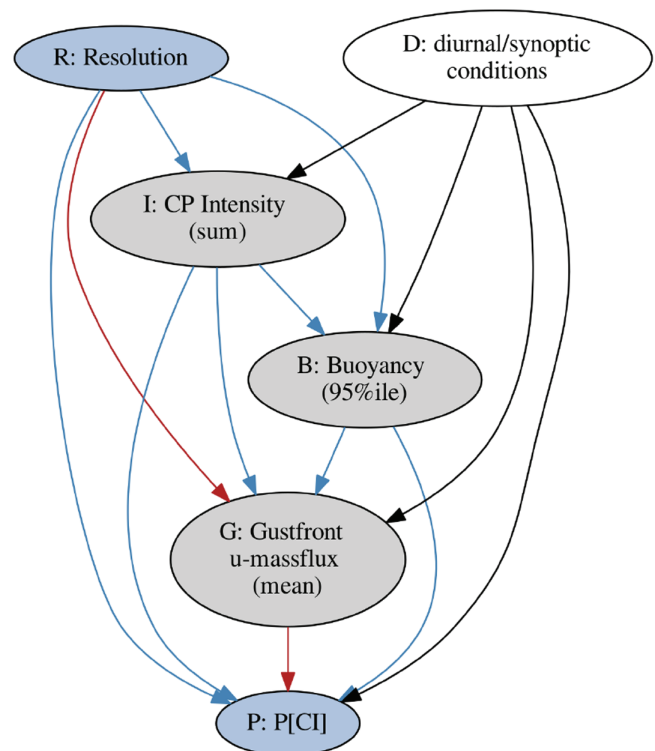 R: Resolution
D: diurnal/synoptic
conditions
I: CP Intensity
(sum)
B: Buoyancy
(95%ile)
G: Gustfront
u-massflux
(mean)
P: P[CI]